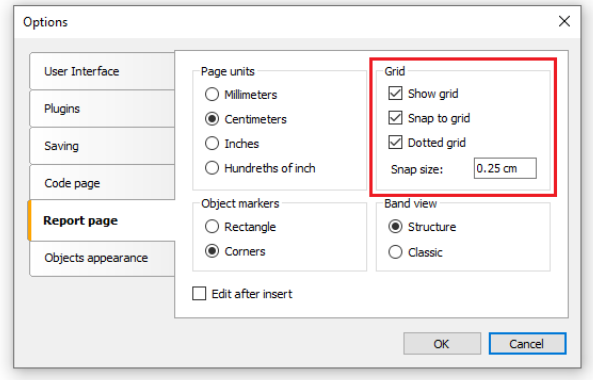 Options
User Interface
Plugins
Saving
Code page
Report page
Objects appearance
Page units
Millimeters
Centimeters
Inches
Hundreths of inch
Grid
Show grid
Snap to grid
Dotted grid
Snap size: 0.25 cm
Object markers
Rectangle
Corners
Band view
Structure
Classic
Edit after insert
OK Cancel